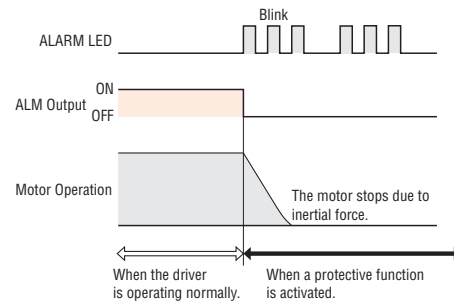 Blink
ALARM LED
ON
ALM Output
OFF
Motor Operation
The motor stops due to
inertial force.
When the driver
is operating normally.
When a protective function
is activated.